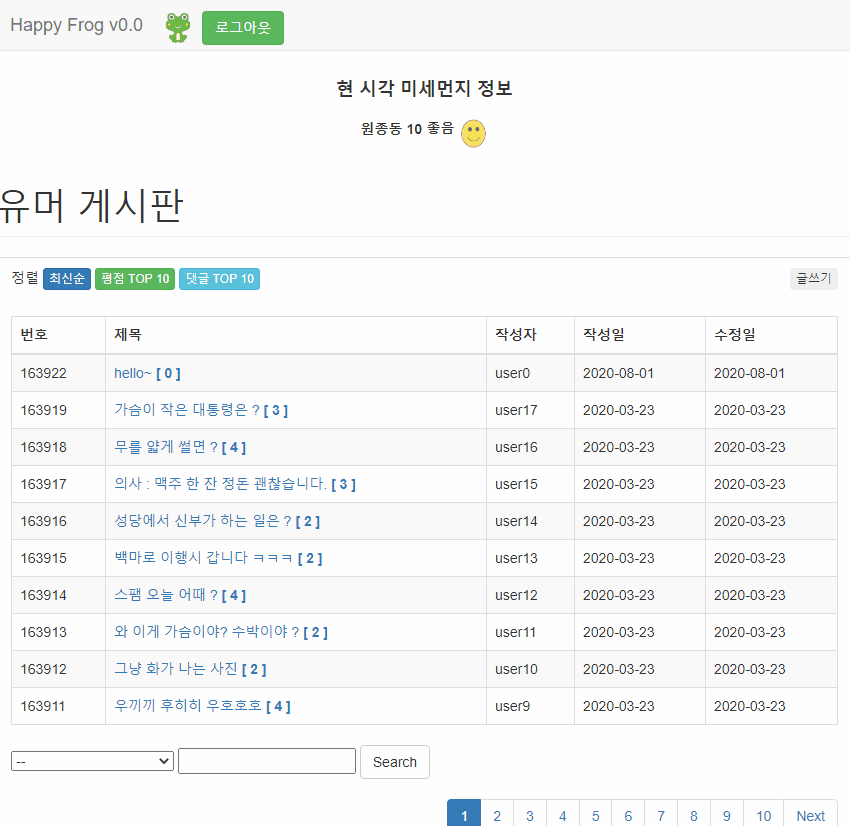 Happy Frog v0.0 로그아웃
현 시각 미세먼지 정보
원종동 10 좋음
유머 게시판
정렬 최신순 평점 TOP 10 댓글 TOP 10 글쓰기
번호 제목 작성자 작성일 수정일
163922 hello~ [ 0 ] user0 2020-08-01 2020-08-01
163919 가슴이 작은 대통령은 ? [ 3 ] user17 2020-03-23 2020-03-23
163918 무를 얇게 썰면 ? [ 4 ] user16 2020-03-23 2020-03-23
163917 의사 : 맥주 한 잔 정돈 괜찮습니다. [ 3 ] user15 2020-03-23 2020-03-23
163916 성당에서 신부가 하는 일은 ? [ 2 ] user14 2020-03-23 2020-03-23
163915 백마로 이행시 갑니다 ㅋㅋㅋ [ 2 ] user13 2020-03-23 2020-03-23
163914 스팸 오늘 어때 ? [ 4 ] user12 2020-03-23 2020-03-23
163913 와 이게 가슴이야? 수박이야 ? [ 2 ] user11 2020-03-23 2020-03-23
163912 그냥 화가 나는 사진 [ 2 ] user10 2020-03-23 2020-03-23
163911 우끼끼 후히히 우호호호 [ 4 ] user9 2020-03-23 2020-03-23
-- Search
1 2 3 4 5 6 7 8 9 10 Next